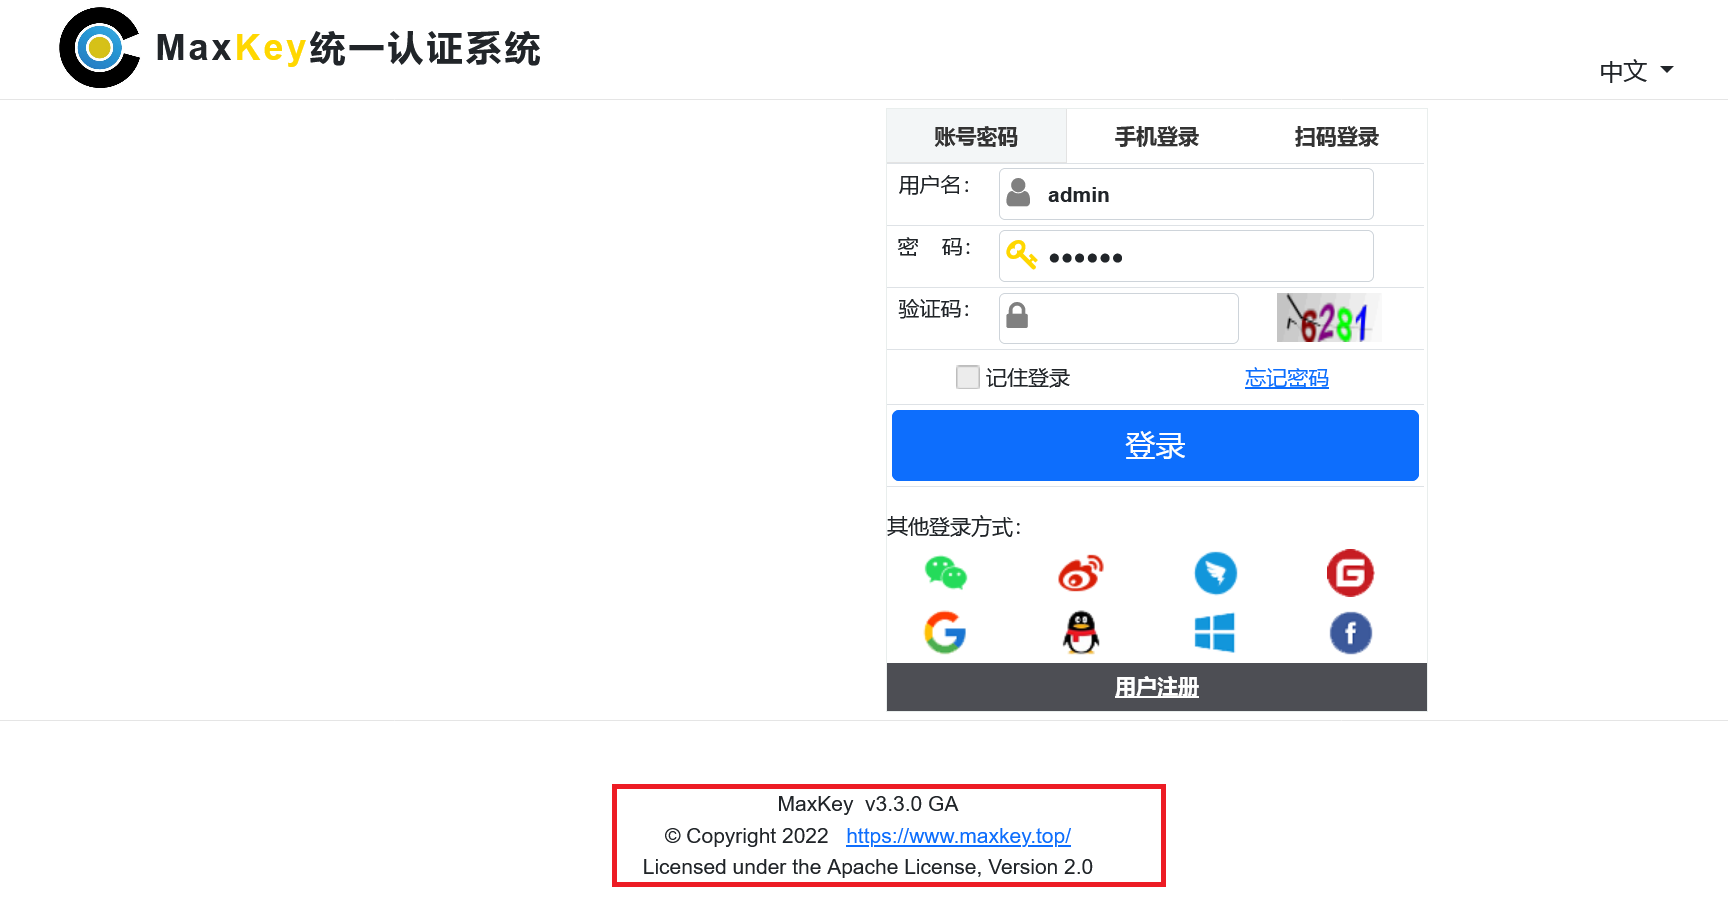 MaxKey统一认证系统
中文
账号密码 手机登录 扫码登录
用户名： admin
密 码： ••••••
验证码： 6281
记住登录 忘记密码
登录
其他登录方式：
用户注册
MaxKey v3.3.0 GA
© Copyright 2022 https://www.maxkey.top/
Licensed under the Apache License, Version 2.0